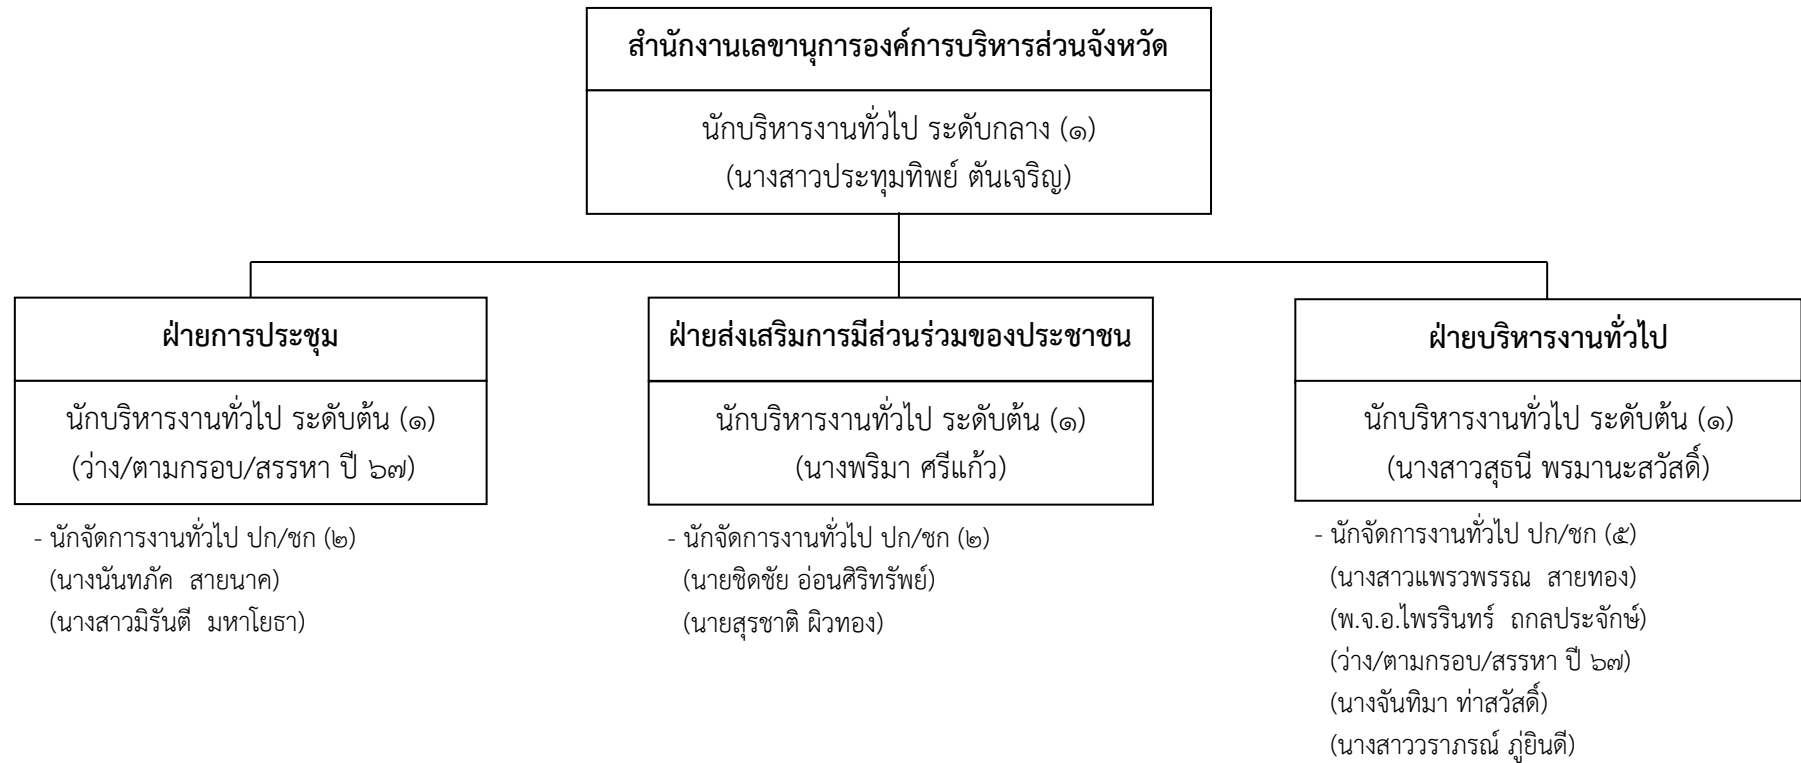 สำนักงานเลขานุการองค์การบริหารส่วนจังหวัด
นักบริหารงานทั่วไป ระดับกลาง (๑)
(นางสาวประทุมทิพย์ ตันเจริญ)
ฝ่ายการประชุม
นักบริหารงานทั่วไป ระดับต้น (๑)
(ว่าง/ตามกรอบ/สรรหา ปี ๖๗)
- นักจัดการงานทั่วไป ปก/ชก (๒)
(นางนันทภัค สายนาค)
(นางสาวมิรันตี มหาโยธา)
ฝ่ายส่งเสริมการมีส่วนร่วมของประชาชน
นักบริหารงานทั่วไป ระดับต้น (๑)
(นางพริมา ศรีแก้ว)
- นักจัดการงานทั่วไป ปก/ชก (๒)
(นายชิดชัย อ่อนศิริทรัพย์)
(นายสุรชาติ ผิวทอง)
ฝ่ายบริหารงานทั่วไป
นักบริหารงานทั่วไป ระดับต้น (๑)
(นางสาวสุธนี พรมานะสวัสดิ์)
- นักจัดการงานทั่วไป ปก/ชก (๕)
(นางสาวแพรวพรรณ สายทอง)
(พ.จ.อ.ไพรรินทร์ ถกลประจักษ์)
(ว่าง/ตามกรอบ/สรรหา ปี ๖๗)
(นางจันทิมา ท่าสวัสดิ์)
(นางสาววราภรณ์ ภู่ยินดี)